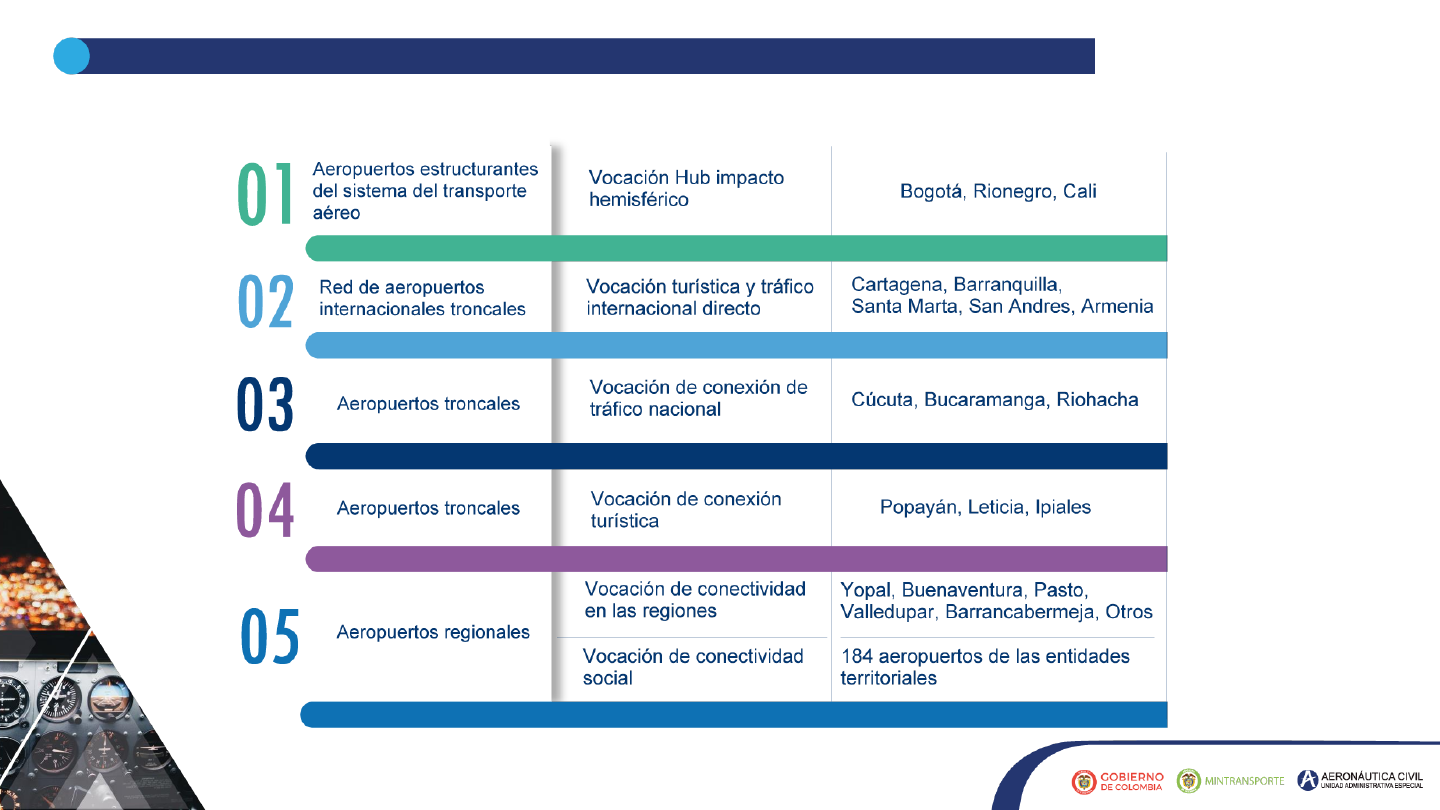 01
Aeropuertos estructurantes
del sistema del transporte
aéreo
Vocación Hub impacto
hemisférico
Bogotá, Rionegro, Cali
02
Red de aeropuertos
internacionales troncales
Vocación turística y tráfico
internacional directo
Cartagena, Barranquilla,
Santa Marta, San Andres, Armenia
03
Aeropuertos troncales
Vocación de conexión de
tráfico nacional
Cúcuta, Bucaramanga, Riohacha
04
Aeropuertos troncales
Vocación de conexión
turística
Popayán, Leticia, Ipiales
05
Aeropuertos regionales
Vocación de conectividad
en las regiones
Yopal, Buenaventura, Pasto,
Valledupar, Barrancabermeja, Otros
Vocación de conectividad
social
184 aeropuertos de las entidades
territoriales
GOBIERNO
DE COLOMBIA
MINTRANSPORTE
AERONÁUTICA CIVIL
UNIDAD ADMINISTRATIVA ESPECIAL